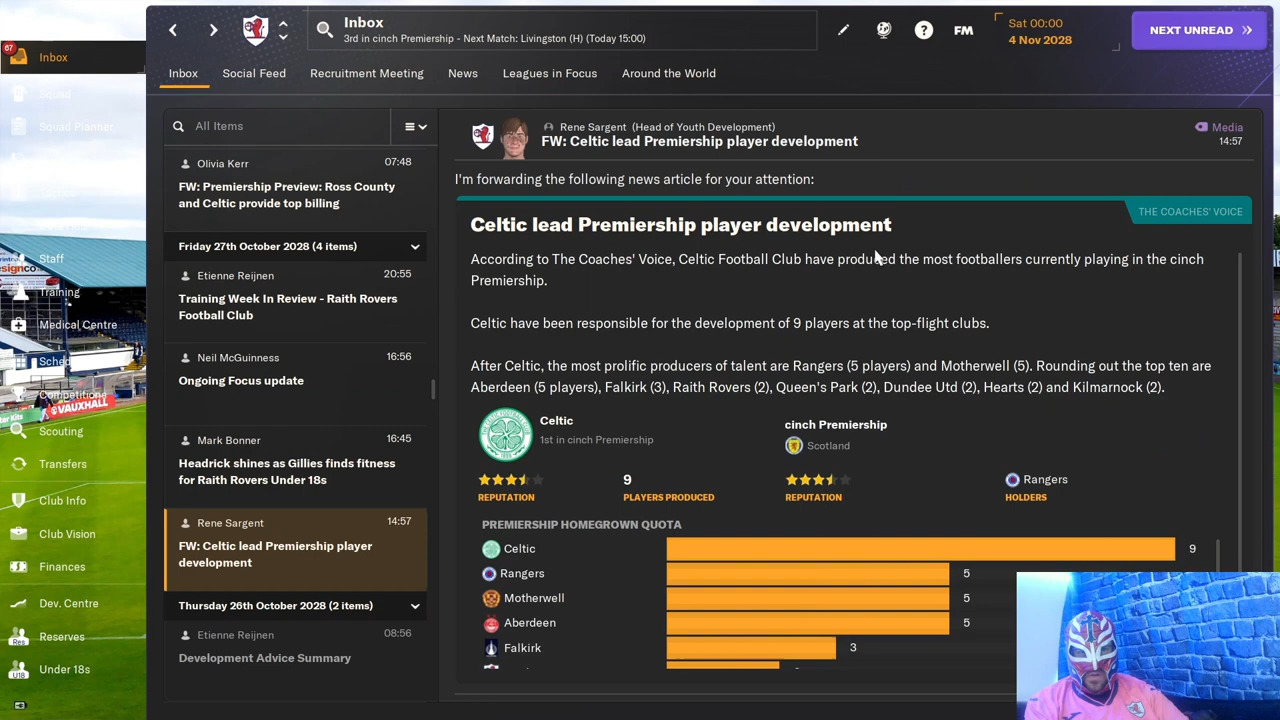 Inbox
3rd in cinch Premiership - Next Match: Livingston (H) (Today 15:00)
FM
Sat 00:00
4 Nov 2028
NEXT UNREAD
67
Inbox
Squad
Squad Planner
Staff
Training
Medical Centre
Sched
Competitions
Scouting
Transfers
Club Info
Club Vision
Finances
Dev. Centre
Reserves
Under 18s
Inbox
Social Feed
Recruitment Meeting
News
Leagues in Focus
Around the World
All Items
Olivia Kerr
07:48
FW: Premiership Preview: Ross County
and Celtic provide top billing
Friday 27th October 2028 (4 items)
Etienne Reijnen
20:55
Training Week In Review - Raith Rovers
Football Club
Neil McGuinness
16:56
Ongoing Focus update
Mark Bonner
16:45
Headrick shines as Gillies finds fitness
for Raith Rovers Under 18s
Rene Sargent
14:57
FW: Celtic lead Premiership player
development
Thursday 26th October 2028 (2 items)
Etienne Reijnen
08:56
Development Advice Summary
Rene Sargent (Head of Youth Development)
FW: Celtic lead Premiership player development
Media
14:57
I'm forwarding the following news article for your attention:
THE COACHES' VOICE
Celtic lead Premiership player development
According to The Coaches' Voice, Celtic Football Club have produced the most footballers currently playing in the cinch
Premiership.
Celtic have been responsible for the development of 9 players at the top-flight clubs.
After Celtic, the most prolific producers of talent are Rangers (5 players) and Motherwell (5). Rounding out the top ten are
Aberdeen (5 players), Falkirk (3), Raith Rovers (2), Queen's Park (2), Dundee Utd (2), Hearts (2) and Kilmarnock (2).
Celtic
1st in cinch Premiership
cinch Premiership
Scotland
REPUTATION
9
PLAYERS PRODUCED
REPUTATION
Rangers
HOLDERS
PREMIERSHIP HOMEGROWN QUOTA
Celtic
9
Rangers
5
Motherwell
5
Aberdeen
5
Falkirk
3
VAUXHALL
Res
U18